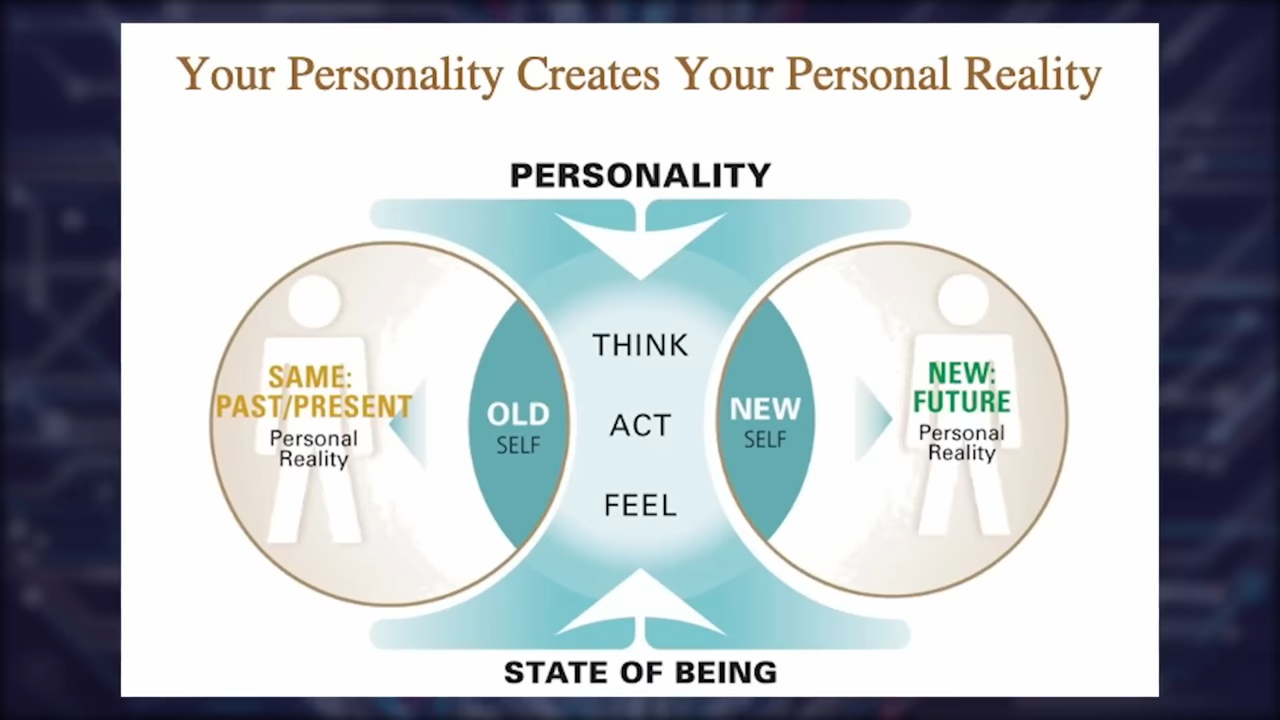 Your Personality Creates Your Personal Reality
PERSONALITY
SAME:
PAST/PRESENT
Personal
Reality
OLD
SELF
THINK
ACT
FEEL
NEW
SELF
NEW:
FUTURE
Personal
Reality
STATE OF BEING